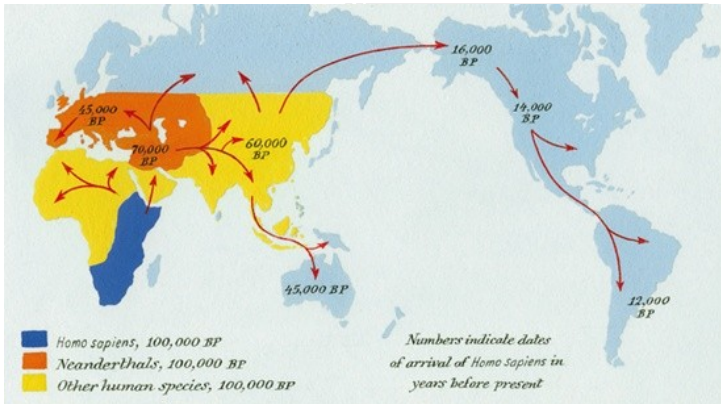 16,000
BP
45,000
BP
14,000
BP
70,000
BP
60,000
BP
45,000 BP
12,000
BP
Homo sapiens, 100,000 BP
Neanderthals, 100,000 BP
Other human species, 100,000 BP
Numbers indicate dates
of arrival of Homo sapiens in
years before present